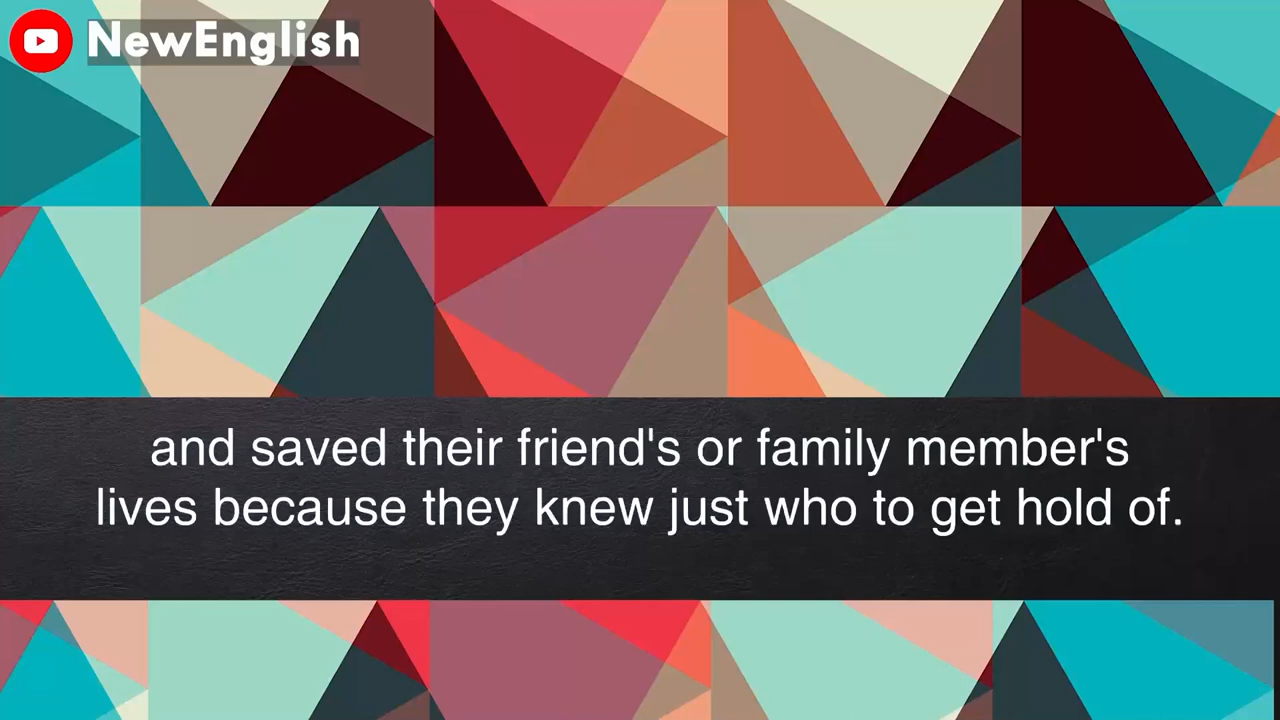 NewEnglish
and saved their friend's or family member's
lives because they knew just who to get hold of.